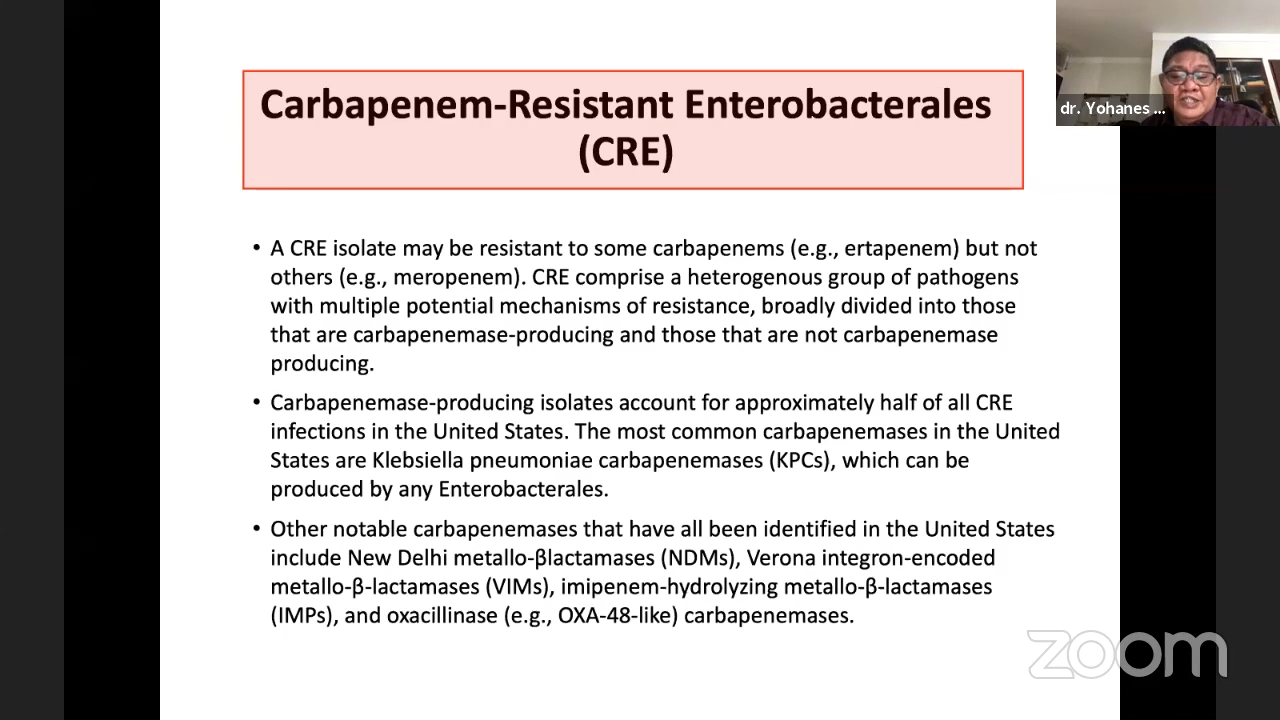 Carbapenem-Resistant Enterobacterales
(CRE)
dr. Yohanes ...
• A CRE isolate may be resistant to some carbapenems (e.g., ertapenem) but not
others (e.g., meropenem). CRE comprise a heterogenous group of pathogens
with multiple potential mechanisms of resistance, broadly divided into those
that are carbapenemase-producing and those that are not carbapenemase
producing.
• Carbapenemase-producing isolates account for approximately half of all CRE
infections in the United States. The most common carbapenemases in the United
States are Klebsiella pneumoniae carbapenemases (KPCs), which can be
produced by any Enterobacterales.
• Other notable carbapenemases that have all been identified in the United States
include New Delhi metallo-βlactamases (NDMs), Verona integron-encoded
metallo-β-lactamases (VIMs), imipenem-hydrolyzing metallo-β-lactamases
(IMPs), and oxacillinase (e.g., OXA-48-like) carbapenemases.
zoom